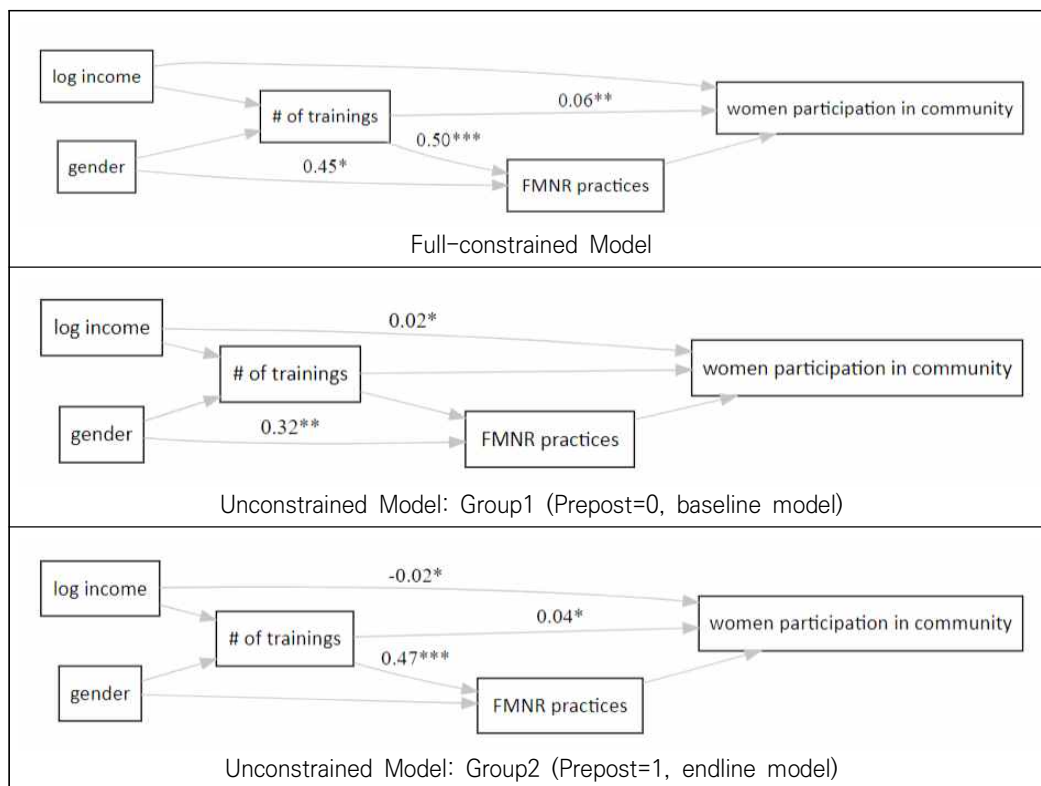 log income
0.06**
# of trainings
women participation in community
0.50***
gender
0.45*
FMNR practices
Full-constrained Model
log income
0.02*
# of trainings
women participation in community
gender
0.32**
FMNR practices
Unconstrained Model: Group1 (Prepost=0, baseline model)
log income
-0.02*
0.04*
# of trainings
women participation in community
0.47***
gender
FMNR practices
Unconstrained Model: Group2 (Prepost=1, endline model)